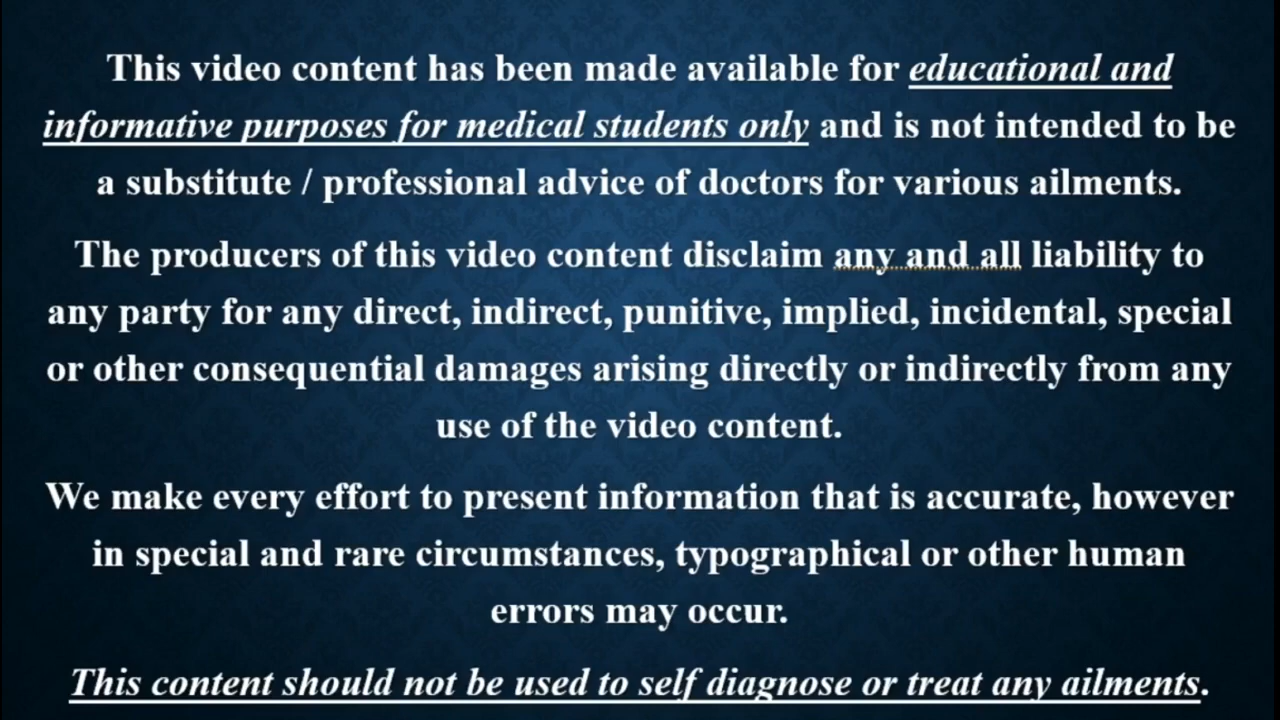 This video content has been made available for educational and
informative purposes for medical students only and is not intended to be
a substitute / professional advice of doctors for various ailments.
The producers of this video content disclaim any and all liability to
any party for any direct, indirect, punitive, implied, incidental, special
or other consequential damages arising directly or indirectly from any
use of the video content.
We make every effort to present information that is accurate, however
in special and rare circumstances, typographical or other human
errors may occur.
This content should not be used to self diagnose or treat any ailments.